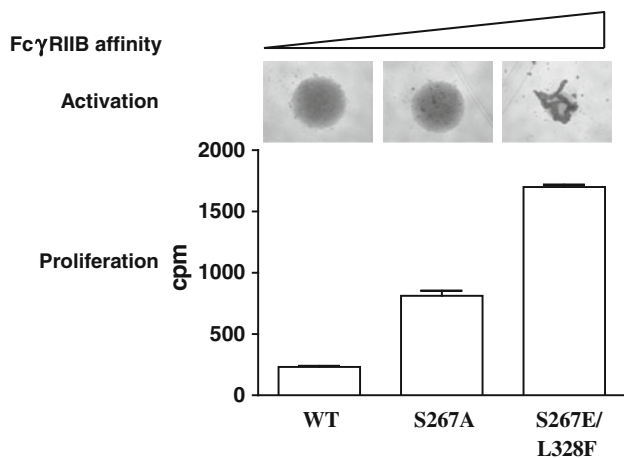 FcγRIIB affinity
Activation
2000
1500
1000
500
0
Proliferation
cpm
WT
S267A
S267E/
L328F